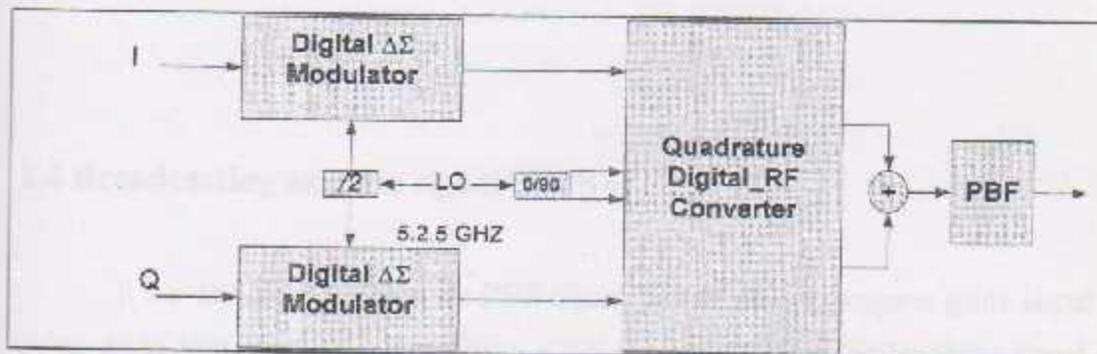 I
Digital ΔΣ
Modulator
/2
LO
0/90
5.2.5 GHZ
Q
Digital ΔΣ
Modulator
Quadrature
Digital_RF
Converter
+
PBF